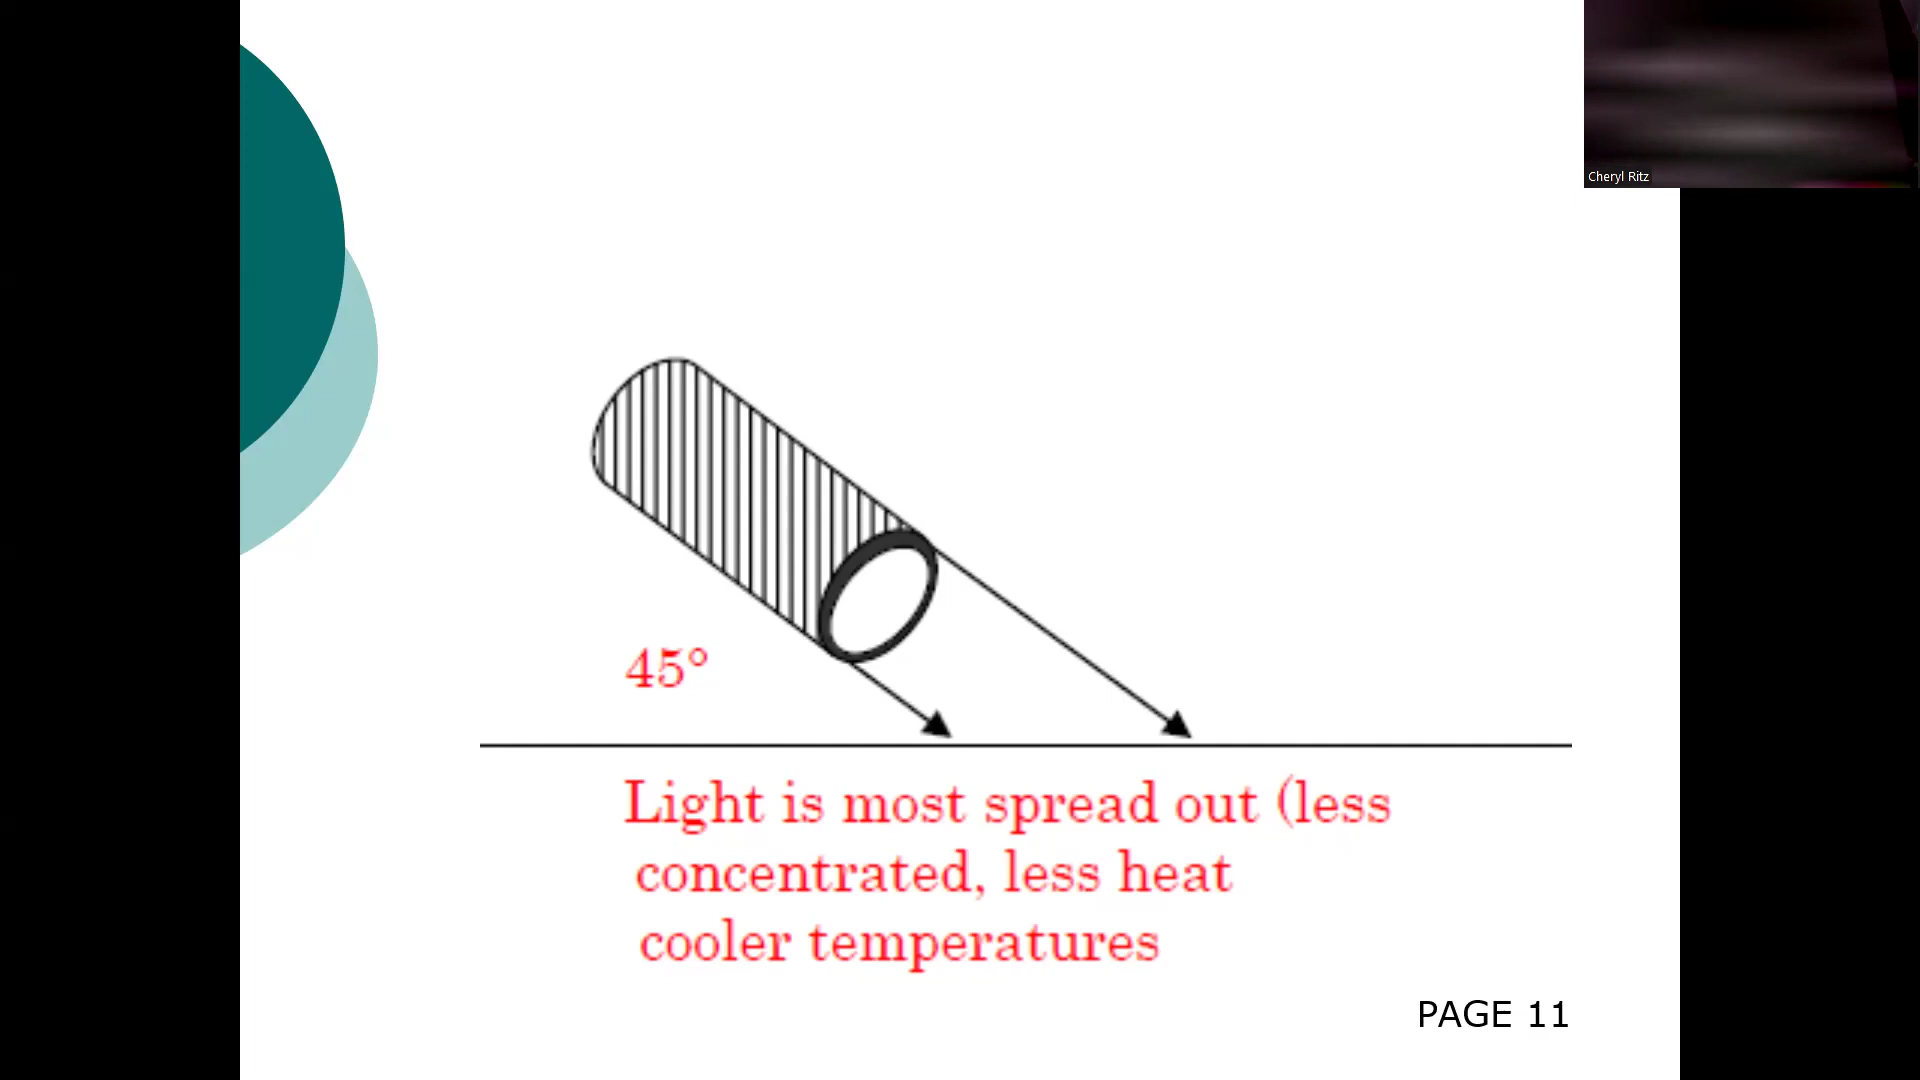 Cheryl Ritz
45°
Light is most spread out (less
concentrated, less heat
cooler temperatures
PAGE 11